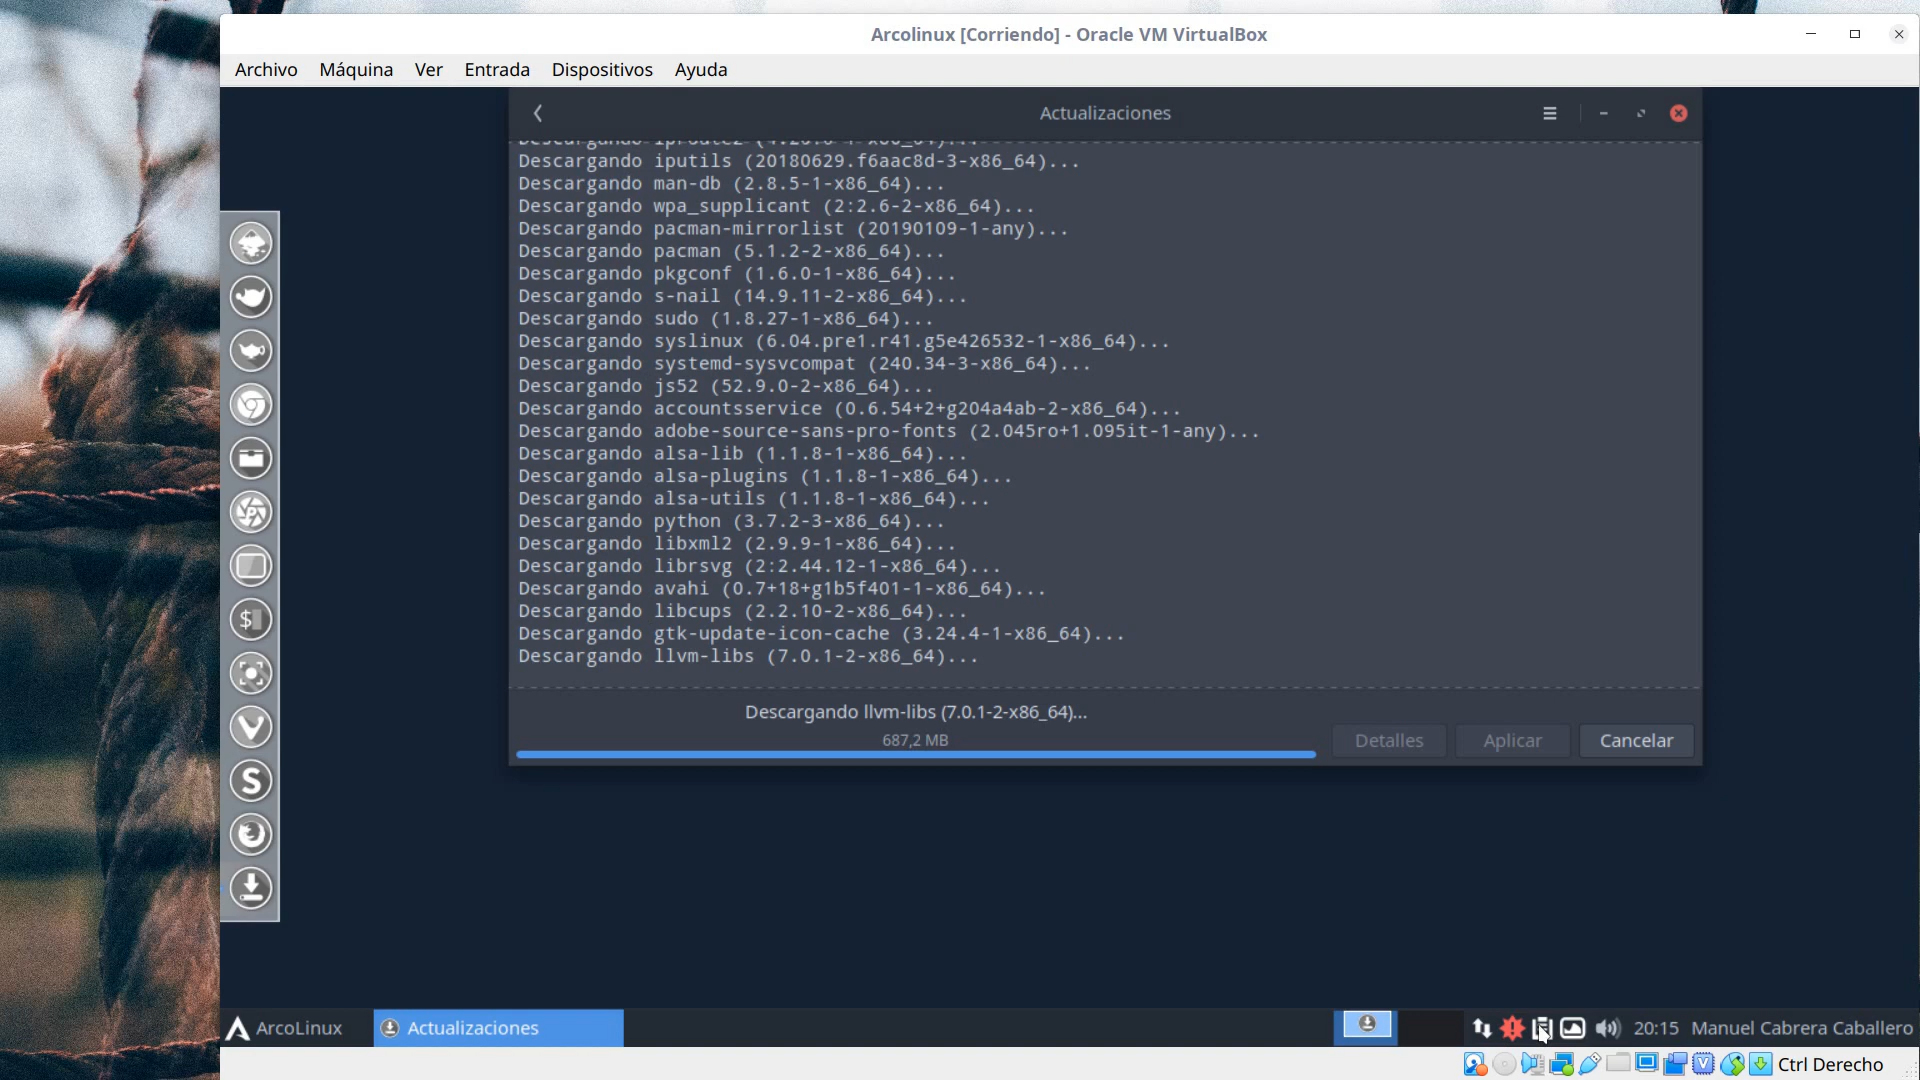 Arcolinux [Corriendo] - Oracle VM VirtualBox
Archivo Máquina Ver Entrada Dispositivos Ayuda
Actualizaciones
Descargando iputils (20180629.f6aac8d-3-x86_64)...
Descargando man-db (2.8.5-1-x86_64)...
Descargando wpa_supplicant (2:2.6-2-x86_64)...
Descargando pacman-mirrorlist (20190109-1-any)...
Descargando pacman (5.1.2-2-x86_64)...
Descargando pkgconf (1.6.0-1-x86_64)...
Descargando s-nail (14.9.11-2-x86_64)...
Descargando sudo (1.8.27-1-x86_64)...
Descargando syslinux (6.04.pre1.r41.g5e426532-1-x86_64)...
Descargando systemd-sysvcompat (240.34-3-x86_64)...
Descargando js52 (52.9.0-2-x86_64)...
Descargando accountsservice (0.6.54+2+g204a4ab-2-x86_64)...
Descargando adobe-source-sans-pro-fonts (2.045ro+1.095it-1-any)...
Descargando alsa-lib (1.1.8-1-x86_64)...
Descargando alsa-plugins (1.1.8-1-x86_64)...
Descargando alsa-utils (1.1.8-1-x86_64)...
Descargando python (3.7.2-3-x86_64)...
Descargando libxml2 (2.9.9-1-x86_64)...
Descargando librsvg (2:2.44.12-1-x86_64)...
Descargando avahi (0.7+18+g1b5f401-1-x86_64)...
Descargando libcups (2.2.10-2-x86_64)...
Descargando gtk-update-icon-cache (3.24.4-1-x86_64)...
Descargando llvm-libs (7.0.1-2-x86_64)...
Descargando llvm-libs (7.0.1-2-x86_64)...
687,2 MB
Detalles Aplicar Cancelar
ArcoLinux Actualizaciones 20:15 Manuel Cabrera Caballero
Ctrl Derecho